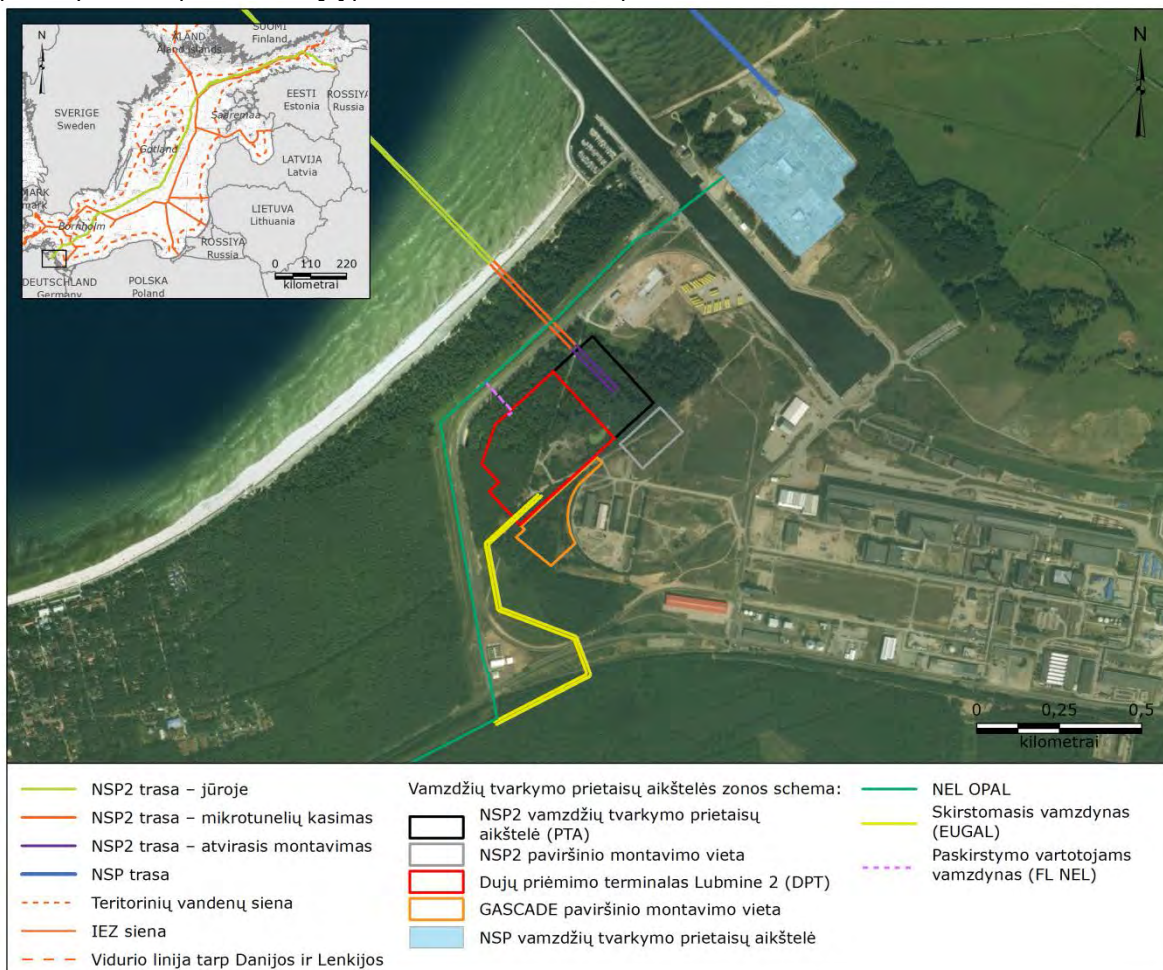 N
ÅLAND
Åland Islands
SUOMI
Finland
SVERIGE
Sweden
EESTI
Estonia
ROSSIYA
Russia
Saaremaa
Gotland
LATVIJA
Latvia
LIETUVA
Lithuania
MARK
mark
Bornholm
ROSSIYA
Russia
DEUTSCHLAND
Germany
POLSKA
Poland
0 110 220
kilometrai
N
0 0,25 0,5
kilometrai
NSP2 trasa – jūroje
NSP2 trasa – mikrotunelių kasimas
NSP2 trasa – atvirasis montavimas
NSP trasa
Teritorinių vandenų siena
IEZ siena
Vidurio linija tarp Danijos ir Lenkijos
Vamzdžių tvarkymo prietaisų aikštelės zonos schema:
NSP2 vamzdžių tvarkymo prietaisų
aikštelė (PTA)
NSP2 paviršinio montavimo vieta
Dujų priėmimo terminalas Lubmine 2 (DPT)
GASCADE paviršinio montavimo vieta
NSP vamzdžių tvarkymo prietaisų aikštelė
NEL OPAL
Skirstomasis vamzdynas
(EUGAL)
Paskirstymo vartotojams
vamzdynas (FL NEL)